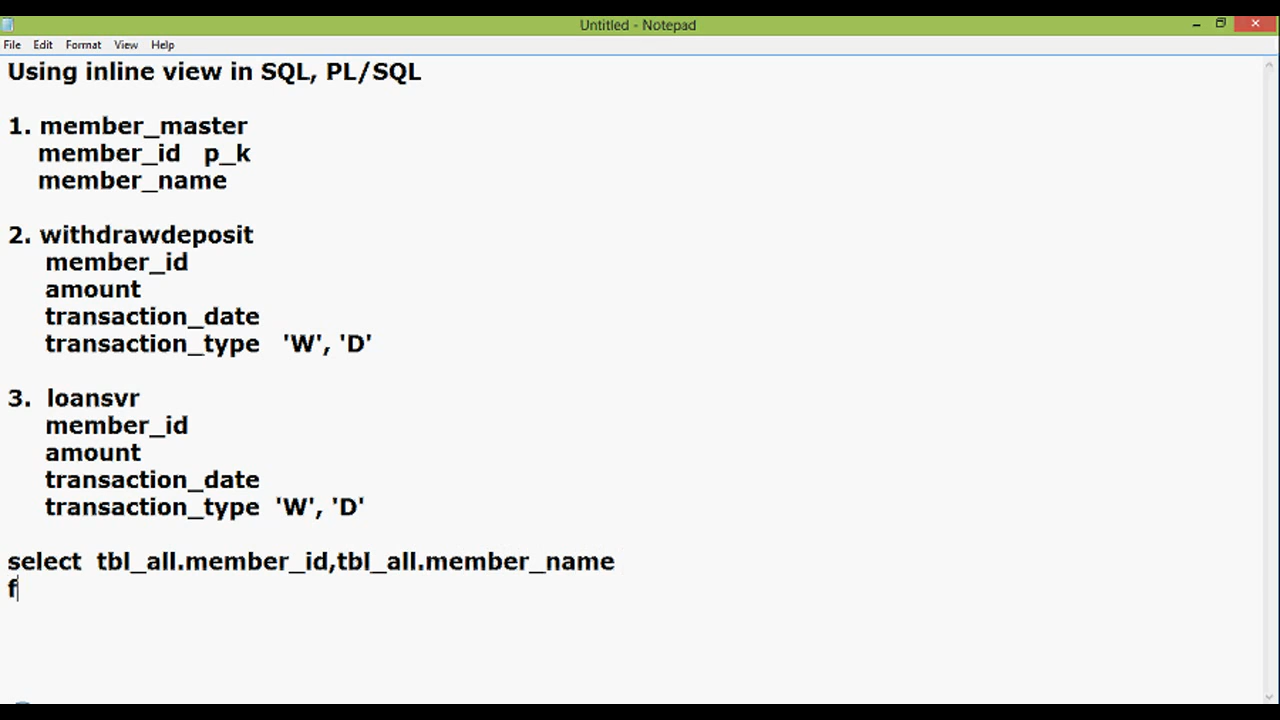 Untitled - Notepad
File Edit Format View Help
Using inline view in SQL, PL/SQL
1. member_master
member_id p_k
member_name
2. withdrawdeposit
member_id
amount
transaction_date
transaction_type 'W', 'D'
3. loansvr
member_id
amount
transaction_date
transaction_type 'W', 'D'
select tbl_all.member_id,tbl_all.member_name
f